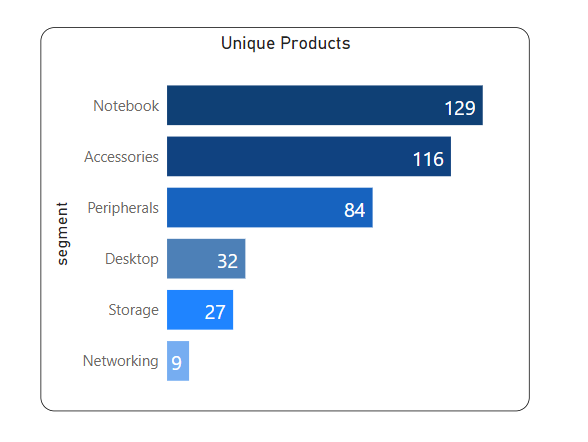 Unique Products
Notebook 129
Accessories 116
Peripherals 84
segment
Desktop 32
Storage 27
Networking 9